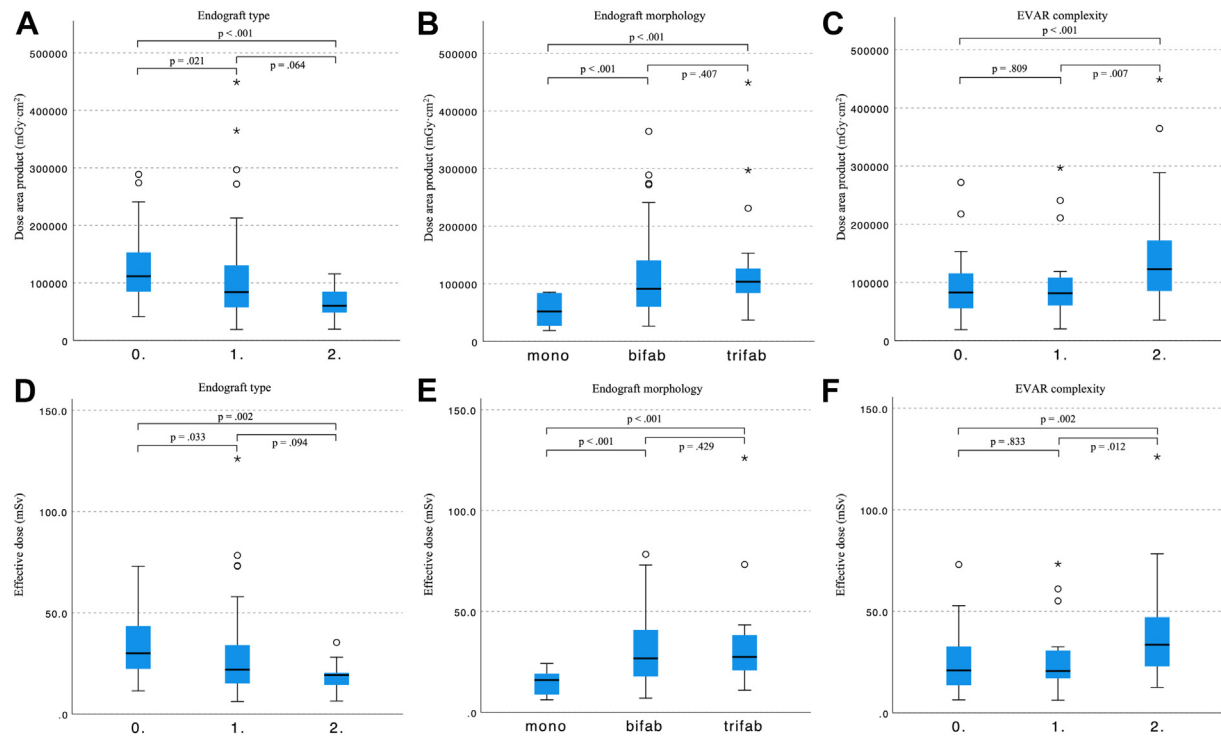 A
Endograft type
p < .001
p = .021
p = .064
Dose area product (mGy·cm²)
500000
400000
300000
200000
100000
0
0.
1.
2.
B
Endograft morphology
p < .001
p < .001
p = .407
Dose area product (mGy·cm²)
500000
400000
300000
200000
100000
0
mono
bifab
trifab
C
EVAR complexity
p < .001
p = .809
p = .007
Dose area product (mGy·cm²)
500000
400000
300000
200000
100000
0
0.
1.
2.
D
Endograft type
p = .002
p = .033
p = .094
Effective dose (mSv)
150.0
100.0
50.0
.0
0.
1.
2.
E
Endograft morphology
p < .001
p < .001
p = .429
Effective dose (mSv)
150.0
100.0
50.0
.0
mono
bifab
trifab
F
EVAR complexity
p = .002
p = .833
p = .012
Effective dose (mSv)
150.0
100.0
50.0
.0
0.
1.
2.